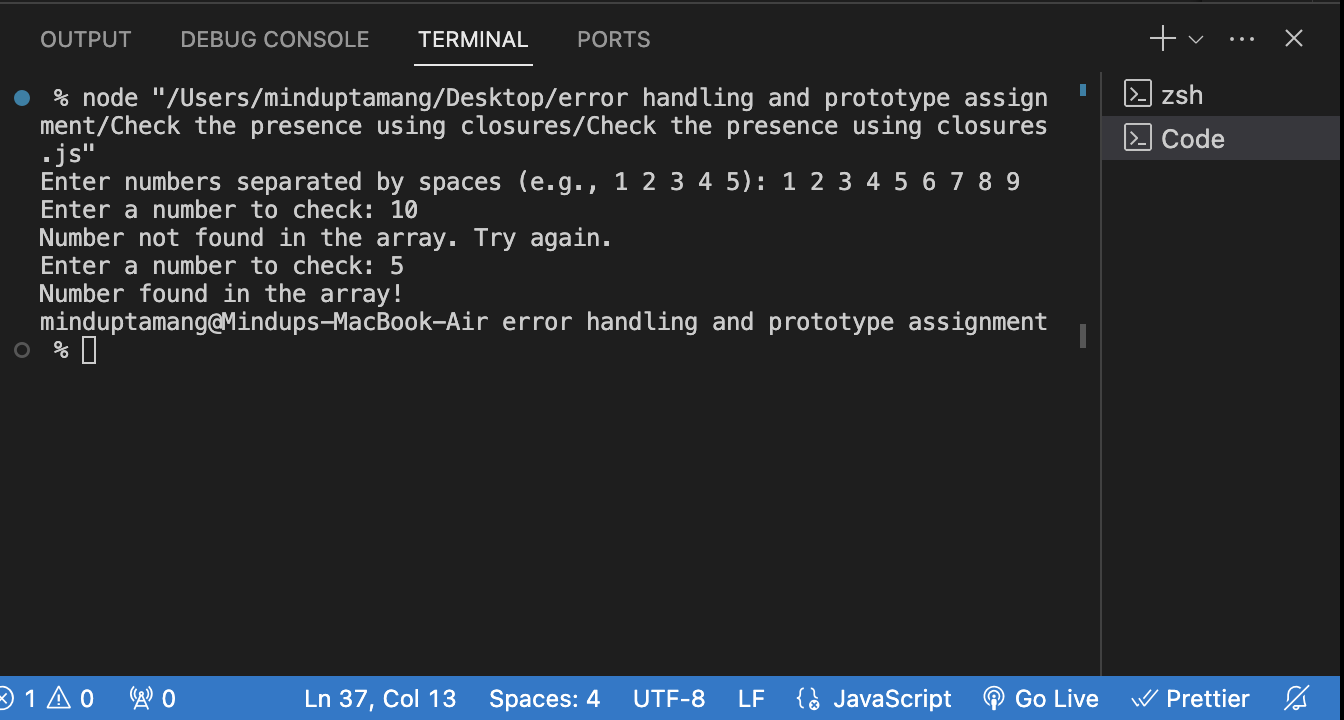 OUTPUT DEBUG CONSOLE TERMINAL PORTS
% node "/Users/minduptamang/Desktop/error handling and prototype assign
ment/Check the presence using closures/Check the presence using closures
.js"
Enter numbers separated by spaces (e.g., 1 2 3 4 5): 1 2 3 4 5 6 7 8 9
Enter a number to check: 10
Number not found in the array. Try again.
Enter a number to check: 5
Number found in the array!
minduptamang@Mindups-MacBook-Air error handling and prototype assignment
%
zsh
Code
1 0 0 Ln 37, Col 13 Spaces: 4 UTF-8 LF JavaScript Go Live Prettier